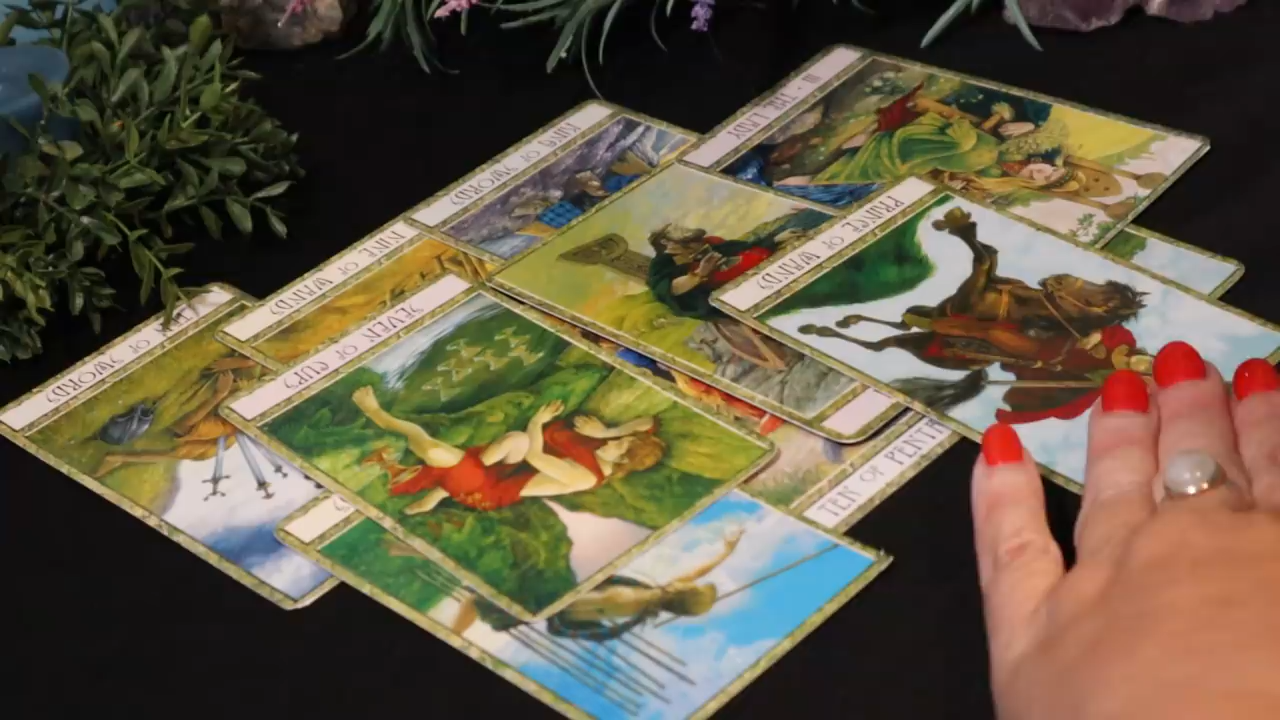 III · THE LADY
KING OF SWORDS
PRINCE OF WANDS
NINE OF WANDS
SEVEN OF CUPS
OF SWORDS
TEN OF PENTA